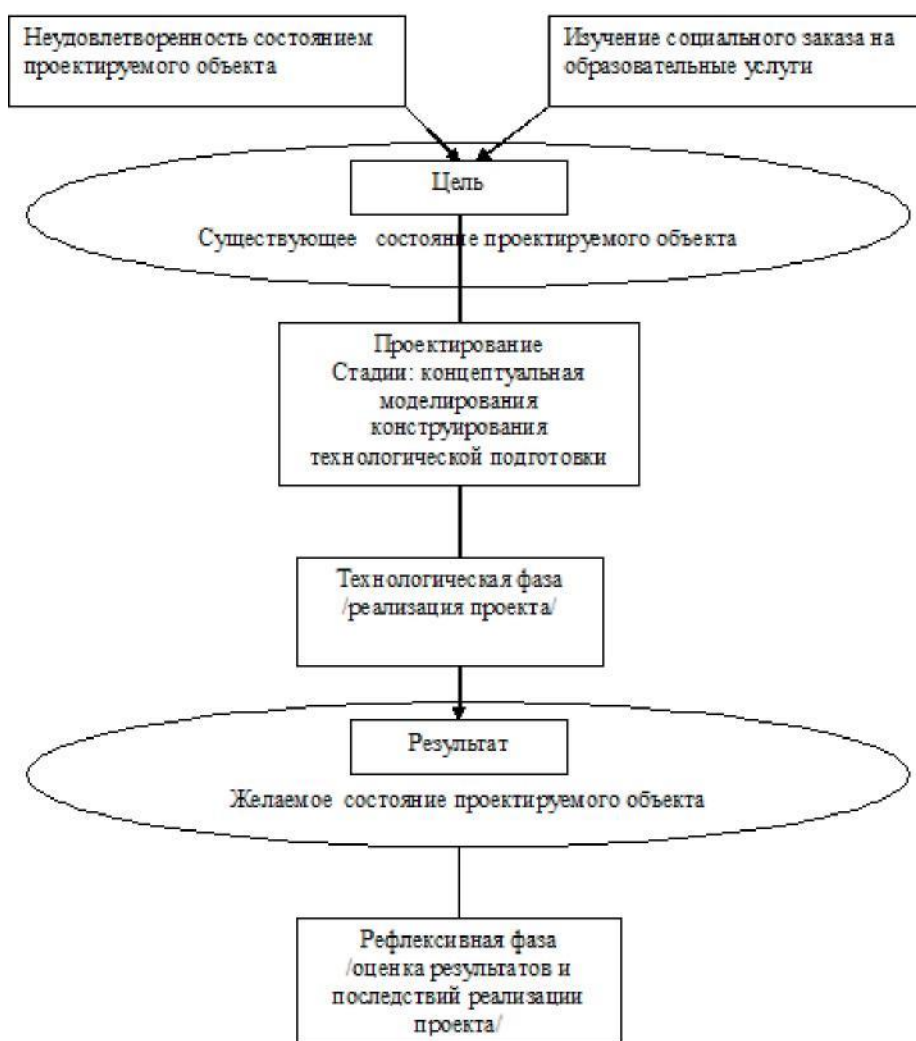 Неудовлетворенность состоянием
проектируемого объекта
Изучение социального заказа на
образовательные услуги
Цель
Существующее состояние проектируемого объекта
Проектирование
Стадии: концептуальная
моделирования
конструирования
технологической подготовки
Технологическая фаза
/реализация проекта/
Результат
Желаемое состояние проектируемого объекта
Рефлексивная фаза
/оценка результатов и
последствий реализации
проекта/